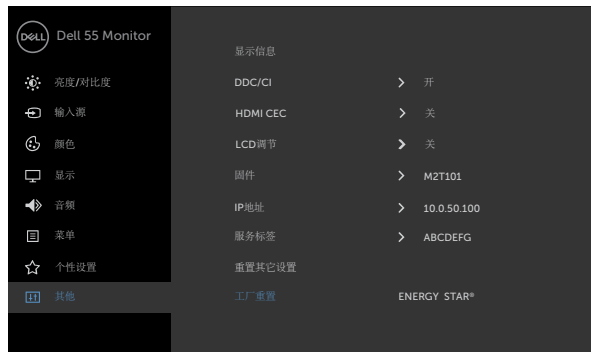 DELL
Dell 55 Monitor
亮度/对比度
输入源
颜色
显示
音频
菜单
个性设置
其他
显示信息
DDC/CI 开
HDMI CEC 关
LCD调节 关
固件 M2T101
IP地址 10.0.50.100
服务标签 ABCDEFG
重置其它设置
工厂重置 ENERGY STAR®